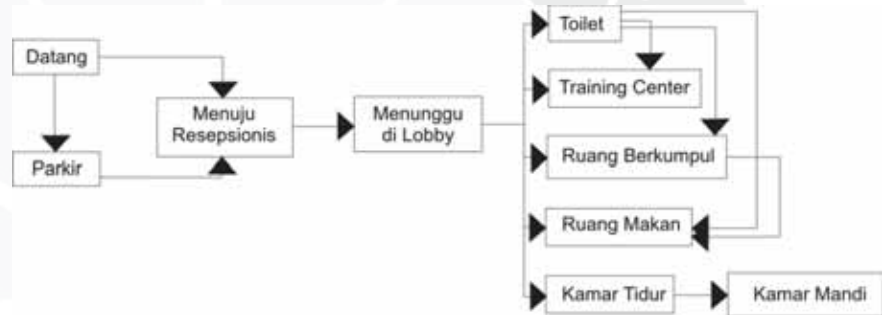 Datang
Parkir
Menuju
Resepsionis
Menunggu
di Lobby
Toilet
Training Center
Ruang Berkumpul
Ruang Makan
Kamar Tidur
Kamar Mandi